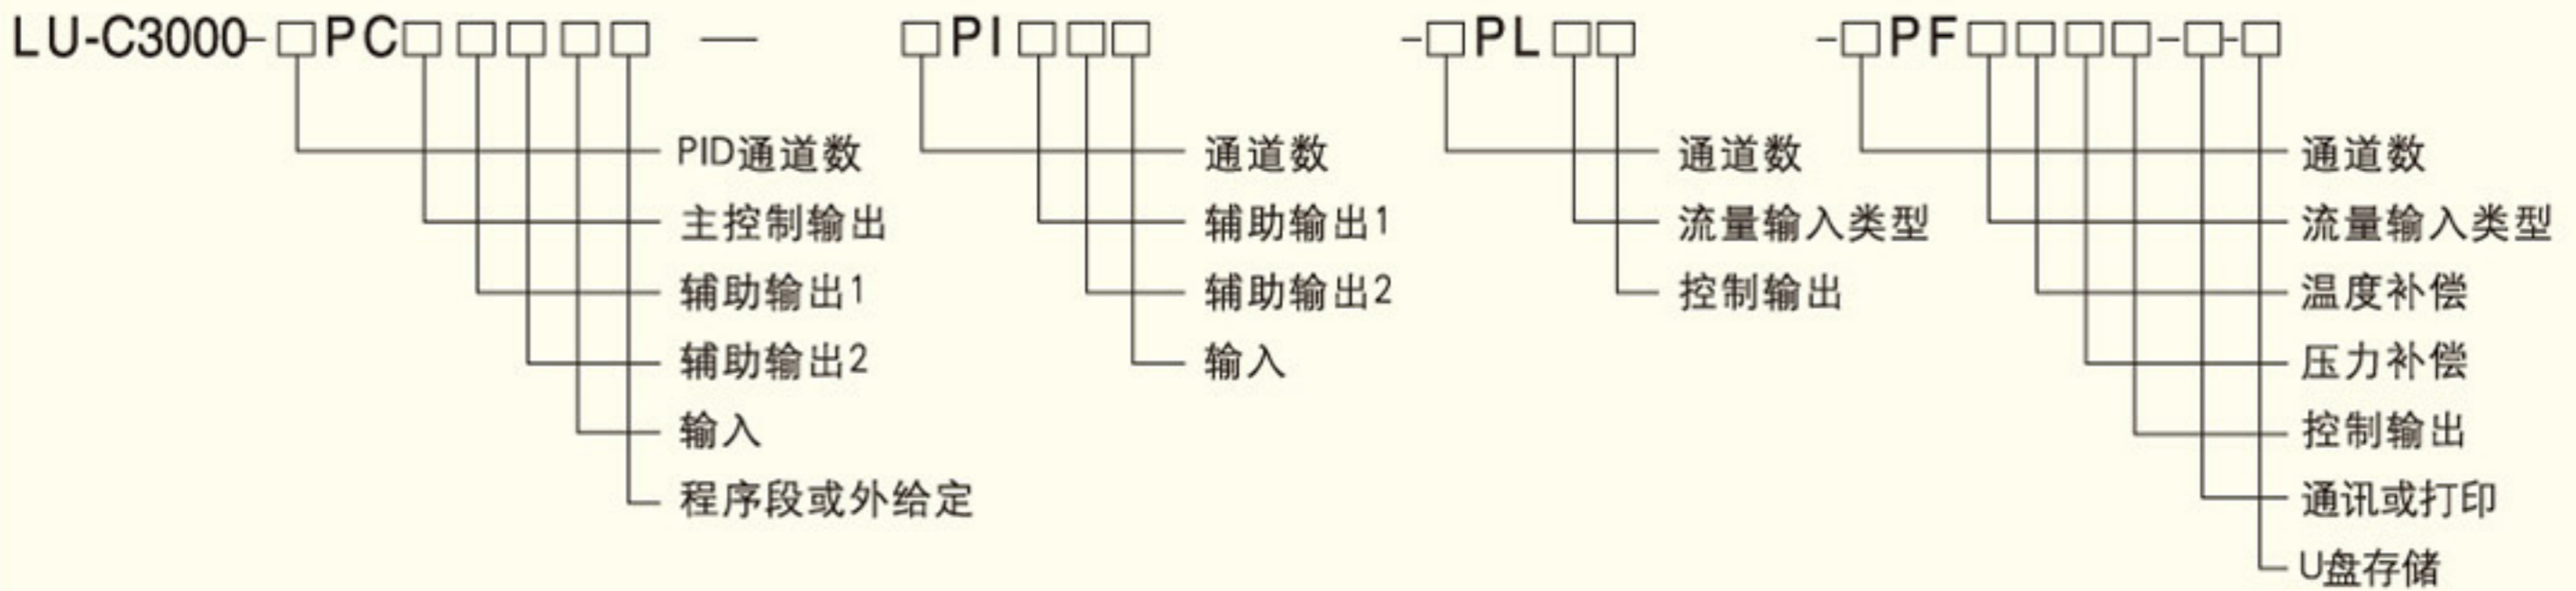 LU-C3000-□PC□□□□□ — □PI□□□ -□PL□□ -□PF□□□□-□-□
PID通道数 通道数 通道数 通道数
主控制输出 辅助输出1 流量输入类型 流量输入类型
辅助输出1 辅助输出2 控制输出 温度补偿
辅助输出2 输入 压力补偿
输入 控制输出
程序段或外给定 通讯或打印
U盘存储